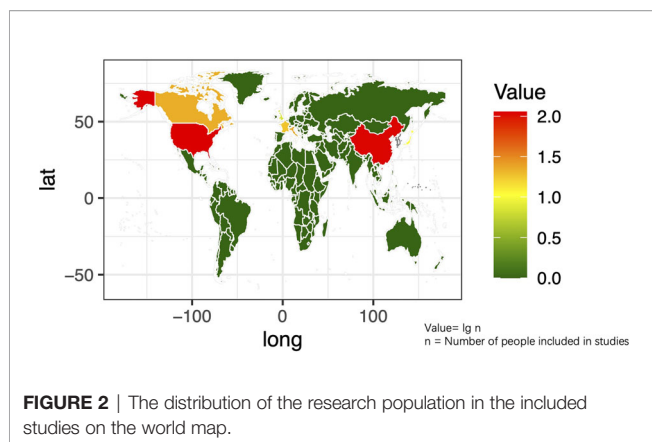 Value
2.0
1.5
1.0
0.5
0.0
50
0
−50
lat
−100
0
100
long
Value= lg n
n = Number of people included in studies
FIGURE 2 | The distribution of the research population in the included
studies on the world map.